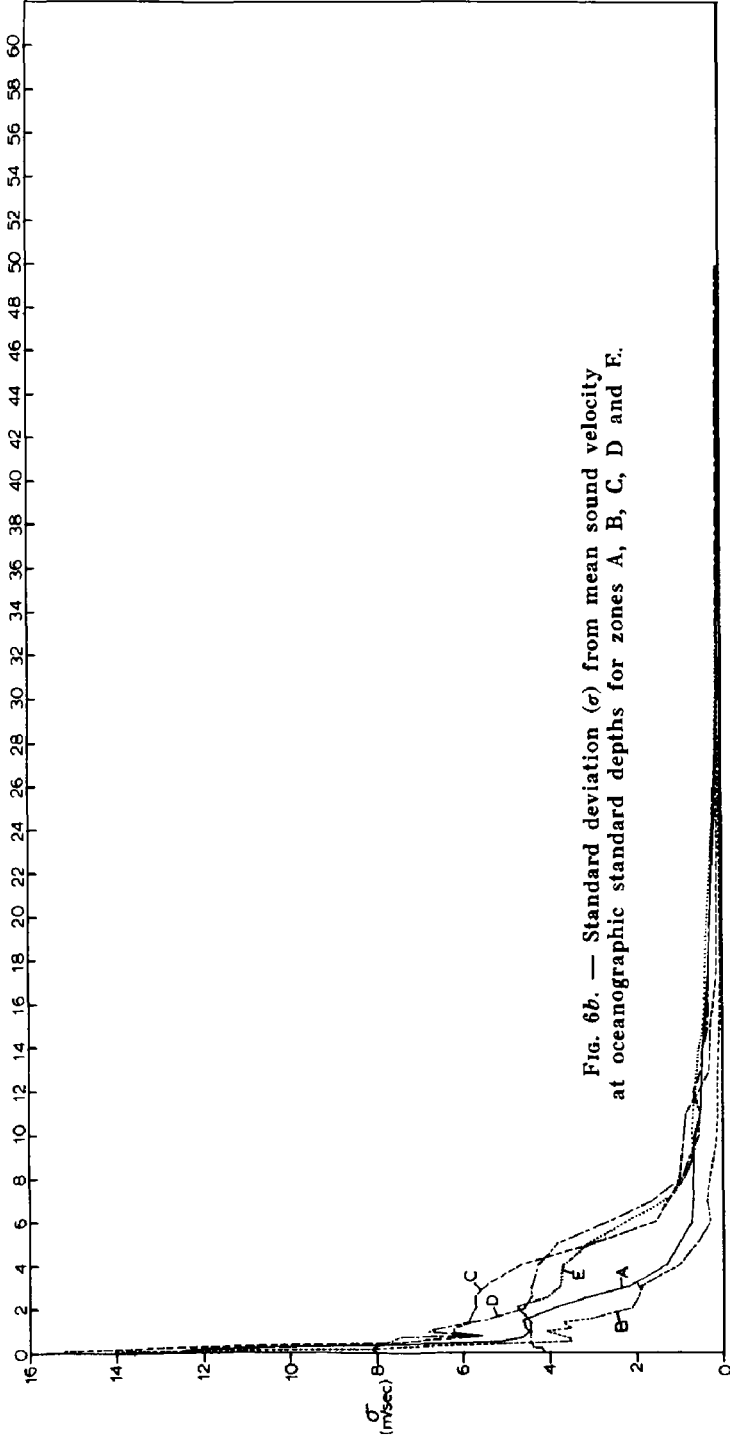 0 2 4 6 8 10 12 14 16 18 20 22 24 26 28 30 32 34 36 38 40 42 44 46 48 50 52 54 56 58 60
16
14
12
10
8
σ
(m/sec)
6
4
2
0
C
D
E
A
B
FIG. 6b. — Standard deviation (σ) from mean sound velocity
at oceanographic standard depths for zones A, B, C, D and E.